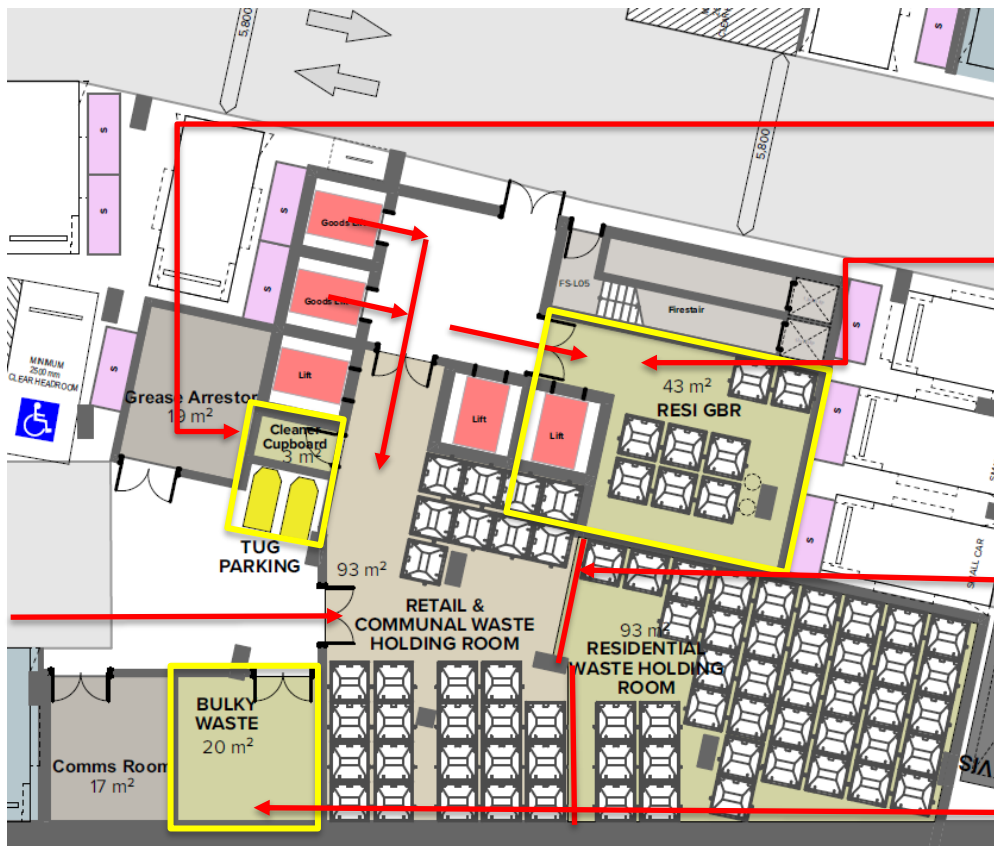 5,800
5,800
CLEAR
S
S
S
S
S
S
S
S
Goods Lift
Goods Lift
Lift
Lift
Lift
FS-L05
Firestair
MINIMUM
2500 mm
CLEAR HEADROOM
Grease Arrestor
19 m²
Cleaner
Cupboard
3 m²
43 m²
RESI GBR
TUG
PARKING
93 m²
RETAIL &
COMMUNAL WASTE
HOLDING ROOM
93 m²
RESIDENTIAL
WASTE HOLDING
ROOM
SMALL CAR
BULKY
WASTE
20 m²
Comms Room
17 m²
VIS